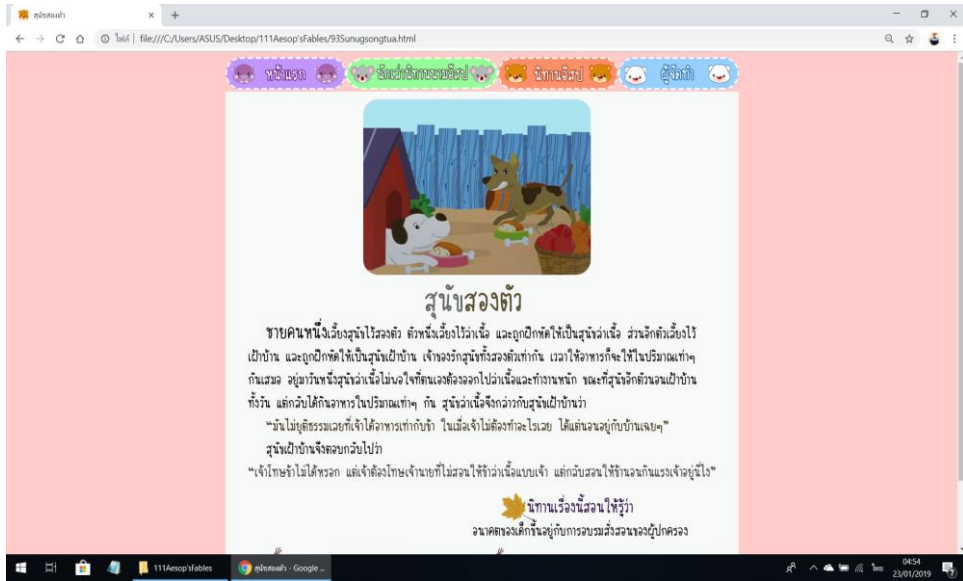 สุนัขสองตัว
ไฟล์ | file:///C:/Users/ASUS/Desktop/111Aesop'sFables/93Sunugsongtua.html
หน้าแรก
นักเล่านิทานนามอีสป
นิทานอีสป
ผู้จัดทำ
สุนัขสองตัว
ชายคนหนึ่งเลี้ยงสุนัขไว้สองตัว ตัวหนึ่งเลี้ยงไว้ล่าเนื้อ และถูกฝึกหัดให้เป็นสุนัขล่าเนื้อ ส่วนอีกตัวเลี้ยงไว้
เฝ้าบ้าน และถูกฝึกหัดให้เป็นสุนัขเฝ้าบ้าน เจ้าของรักสุนัขทั้งสองตัวเท่ากัน เวลาให้อาหารก็จะให้ในปริมาณเท่าๆ
กันเสมอ อยู่มาวันหนึ่งสุนัขล่าเนื้อไม่พอใจที่ตนเองต้องออกไปล่าเนื้อและทำงานหนัก ขณะที่สุนัขอีกตัวนอนเฝ้าบ้าน
ทั้งวัน แต่กลับได้กินอาหารในปริมาณเท่าๆ กัน สุนัขล่าเนื้อจึงกล่าวกับสุนัขเฝ้าบ้านว่า
“มันไม่ยุติธรรมเลยที่เจ้าได้อาหารเท่ากับข้า ในเมื่อเจ้าไม่ต้องทำอะไรเลย ได้แต่นอนอยู่กับบ้านเฉยๆ”
สุนัขเฝ้าบ้านจึงตอบกลับไปว่า
“เจ้าโทษข้าไม่ได้หรอก แต่เจ้าต้องโทษเจ้านายที่ไม่สอนให้ข้าล่าเนื้อแบบเจ้า แต่กลับสอนให้ข้านอนกินแรงเจ้าอยู่นี่ไง”
นิทานเรื่องนี้สอนให้รู้ว่า
อนาคตของเด็กขึ้นอยู่กับการอบรมสั่งสอนของผู้ปกครอง
111Aesop'sFables
สุนัขสองตัว - Google ...
ไทย
04:54
23/01/2019